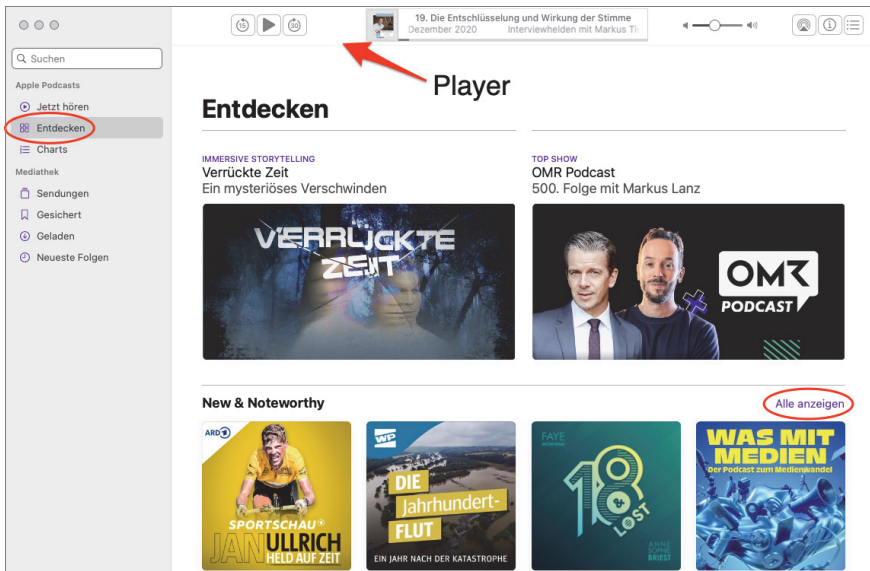 15
30
19. Die Entschlüsselung und Wirkung der Stimme
Dezember 2020 Interviewhelden mit Markus Ti
Suchen
Player
Apple Podcasts
Jetzt hören
Entdecken
Charts
Mediathek
Sendungen
Gesichert
Geladen
Neueste Folgen
Entdecken
IMMERSIVE STORYTELLING
Verrückte Zeit
Ein mysteriöses Verschwinden
VERRÜCKTE
ZEIT
TOP SHOW
OMR Podcast
500. Folge mit Markus Lanz
OMR
PODCAST
New & Noteworthy
Alle anzeigen
ARD
SPORTSCHAU
JAN ULLRICH
HELD AUF ZEIT
WP
DIE
Jahrhundert-
FLUT
EIN JAHR NACH DER KATASTROPHE
FAYE
18
& LOST
ANNE
SOPHIE
BRIEST
WAS MIT
MEDIEN
Der Podcast zum Medienwandel